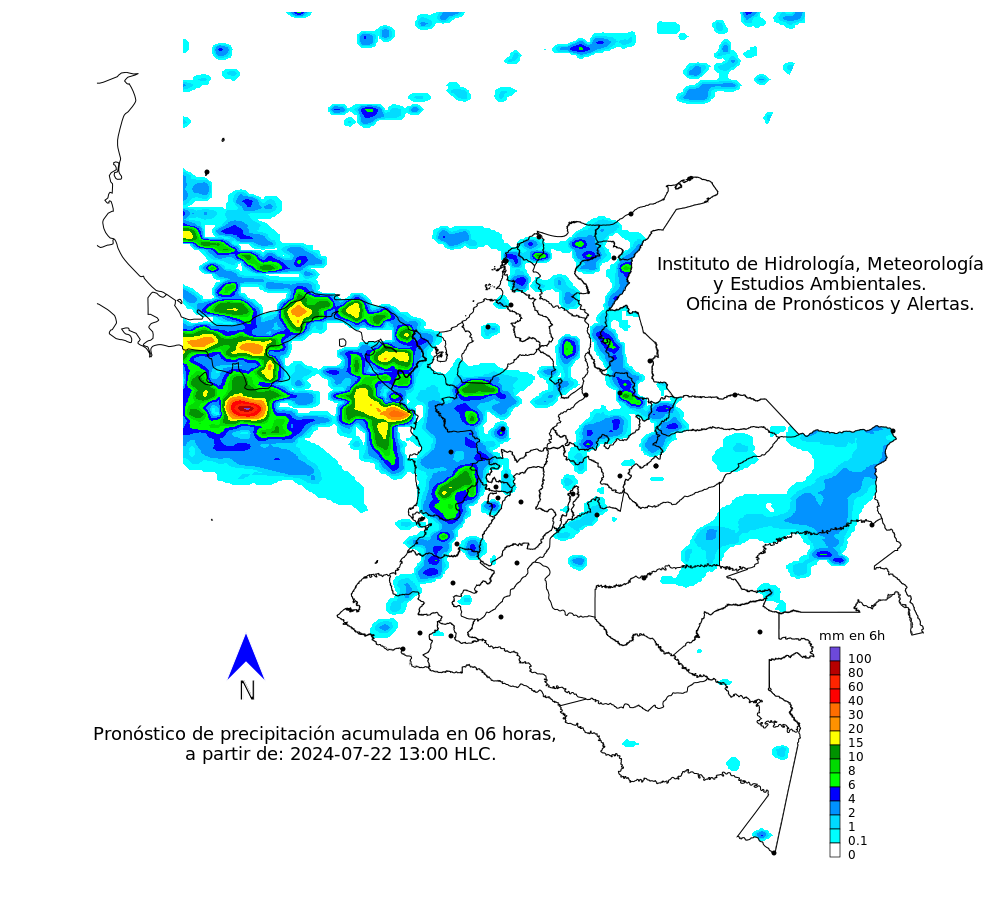 Instituto de Hidrología, Meteorología
y Estudios Ambientales.
Oficina de Pronósticos y Alertas.
mm en 6h
100
80
60
40
30
20
15
10
8
6
4
2
1
0.1
0
N
Pronóstico de precipitación acumulada en 06 horas,
a partir de: 2024-07-22 13:00 HLC.